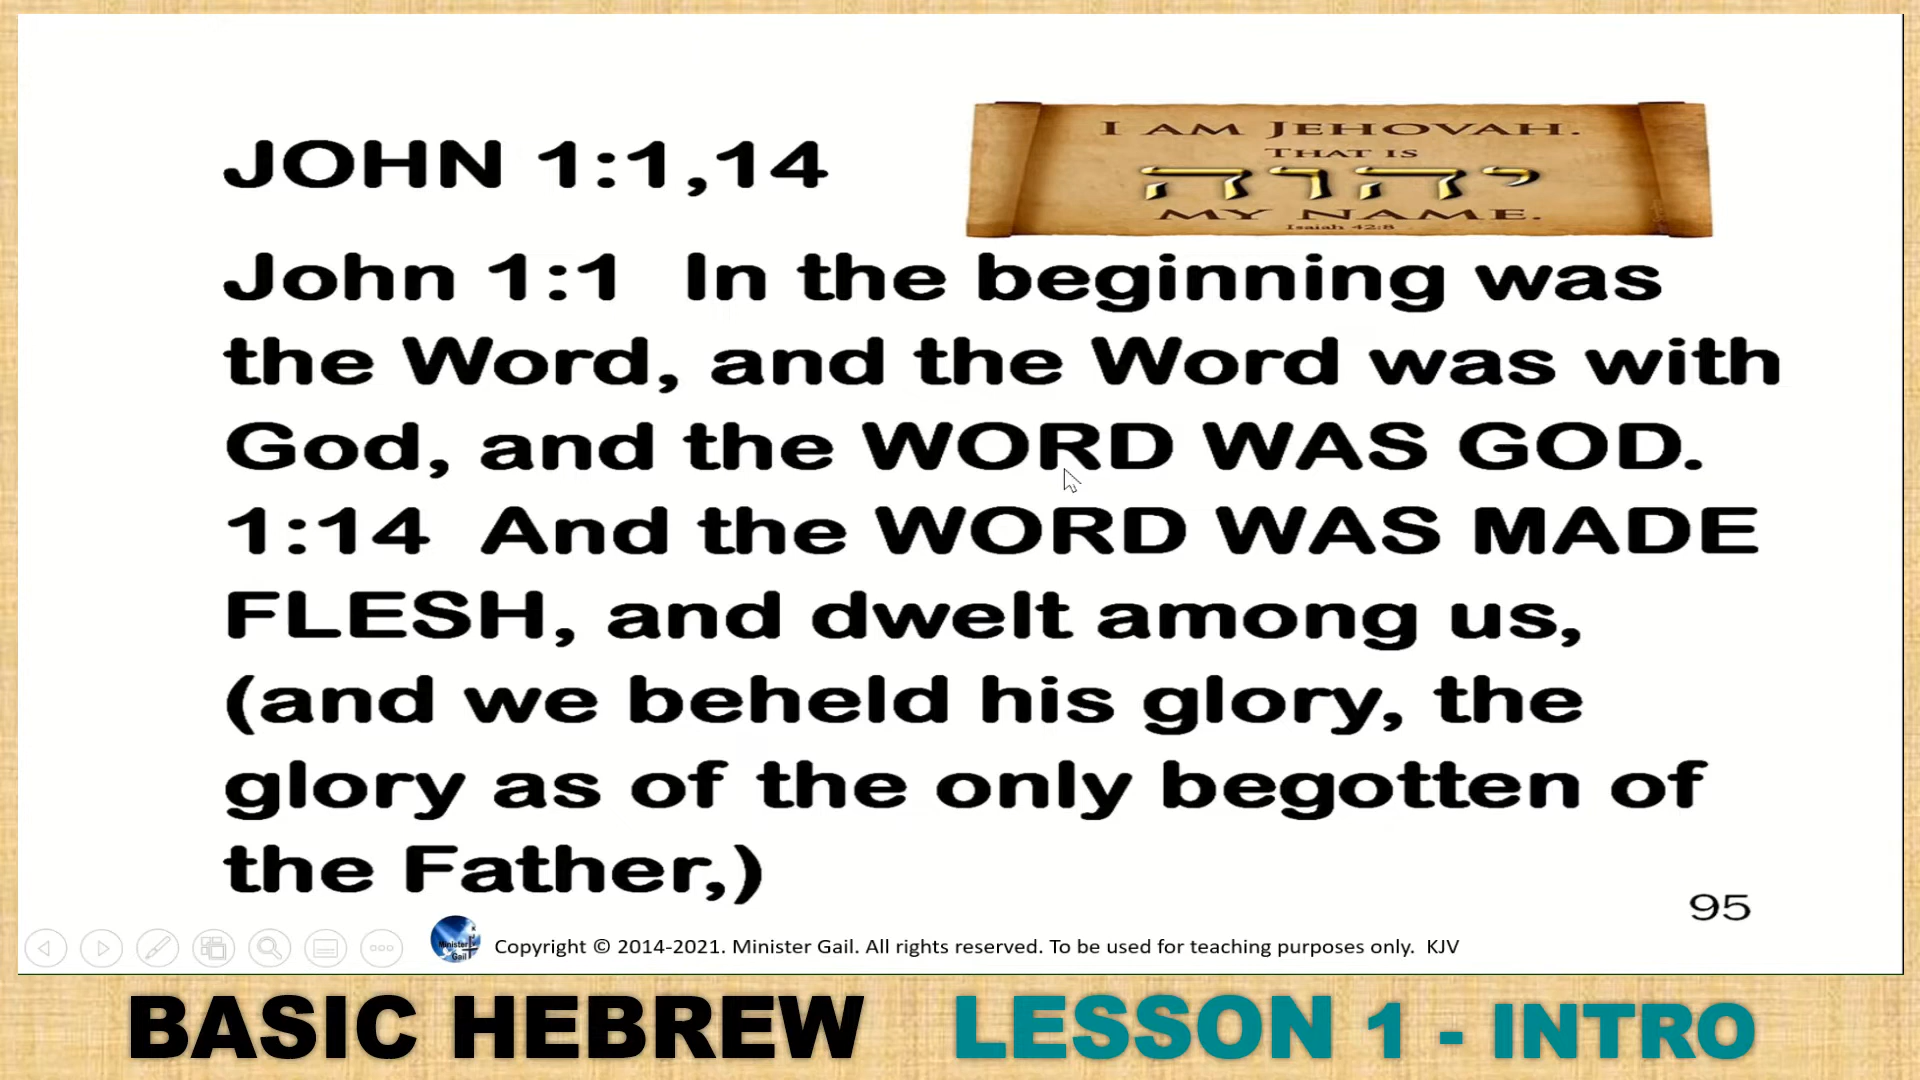 JOHN 1:1,14
I AM JEHOVAH.
THAT IS
יהוה
MY NAME.
Isaiah 42:8
John 1:1  In the beginning was
the Word, and the Word was with
God, and the WORD WAS GOD.
1:14  And the WORD WAS MADE
FLESH, and dwelt among us,
(and we beheld his glory, the
glory as of the only begotten of
the Father,)
95
Minister
Gail
Copyright © 2014-2021. Minister Gail. All rights reserved. To be used for teaching purposes only.  KJV
BASIC HEBREW  LESSON 1 - INTRO